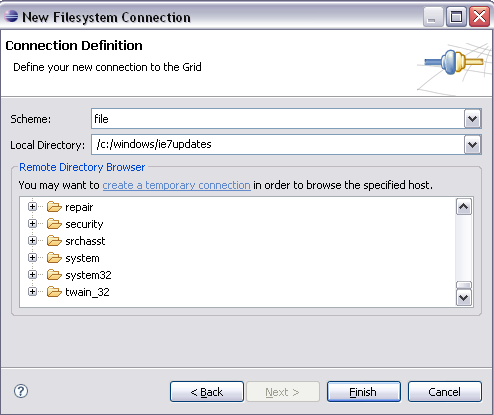 New Filesystem Connection
Connection Definition
Define your new connection to the Grid
Scheme: file
Local Directory: /c:/windows/ie7updates
Remote Directory Browser
You may want to create a temporary connection in order to browse the specified host.
repair
security
srchasst
system
system32
twain_32
? < Back Next > Finish Cancel